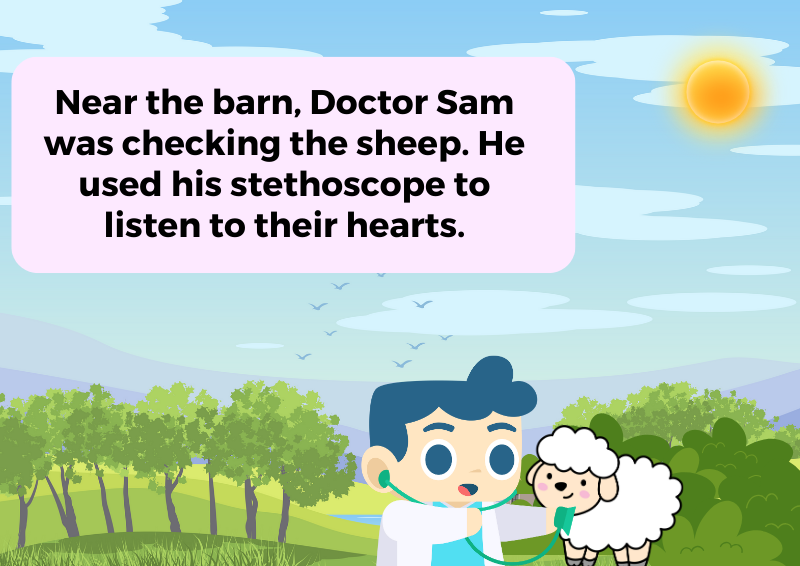 Near the barn, Doctor Sam
was checking the sheep. He
used his stethoscope to
listen to their hearts.